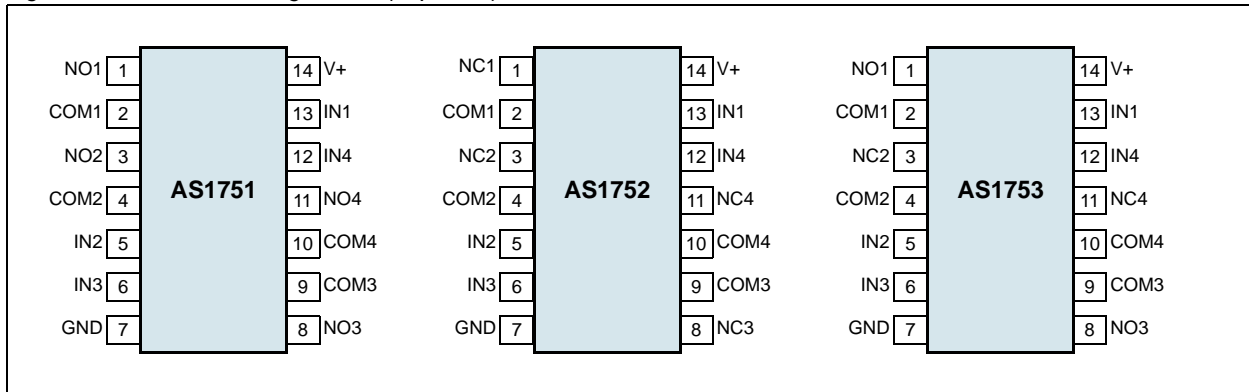 NO1 1 14 V+
COM1 2 13 IN1
NO2 3 12 IN4
COM2 4 AS1751 11 NO4
IN2 5 10 COM4
IN3 6 9 COM3
GND 7 8 NO3
NC1 1 14 V+
COM1 2 13 IN1
NC2 3 12 IN4
COM2 4 AS1752 11 NC4
IN2 5 10 COM4
IN3 6 9 COM3
GND 7 8 NC3
NO1 1 14 V+
COM1 2 13 IN1
NC2 3 12 IN4
COM2 4 AS1753 11 NC4
IN2 5 10 COM4
IN3 6 9 COM3
GND 7 8 NO3